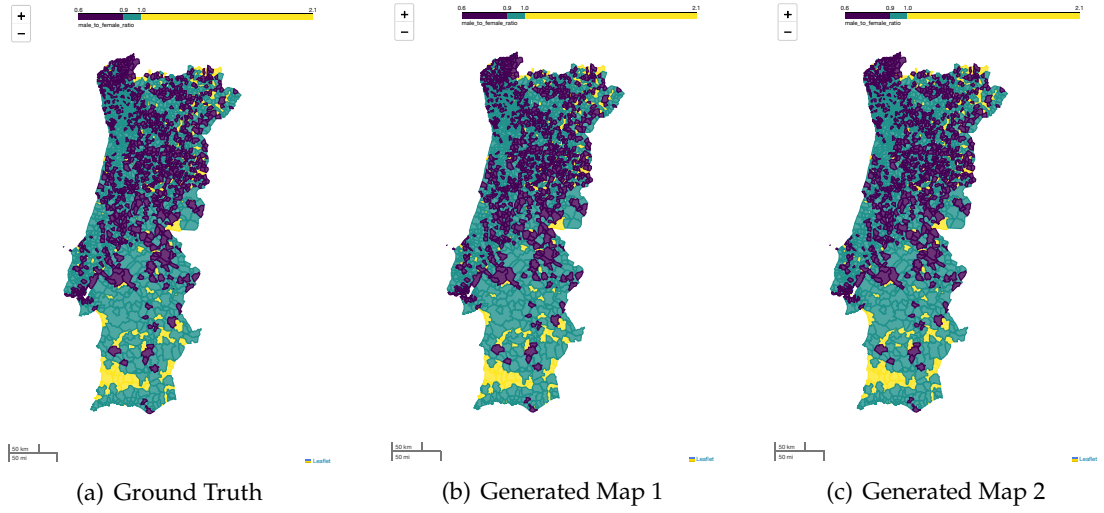 0.6 0.9 1.0 2.1
male_to_female_ratio
+
−
50 km
50 mi
Leaflet
(a) Ground Truth
0.6 0.9 1.0 2.1
male_to_female_ratio
+
−
50 km
50 mi
Leaflet
(b) Generated Map 1
0.6 0.9 1.0 2.1
male_to_female_ratio
+
−
50 km
50 mi
Leaflet
(c) Generated Map 2